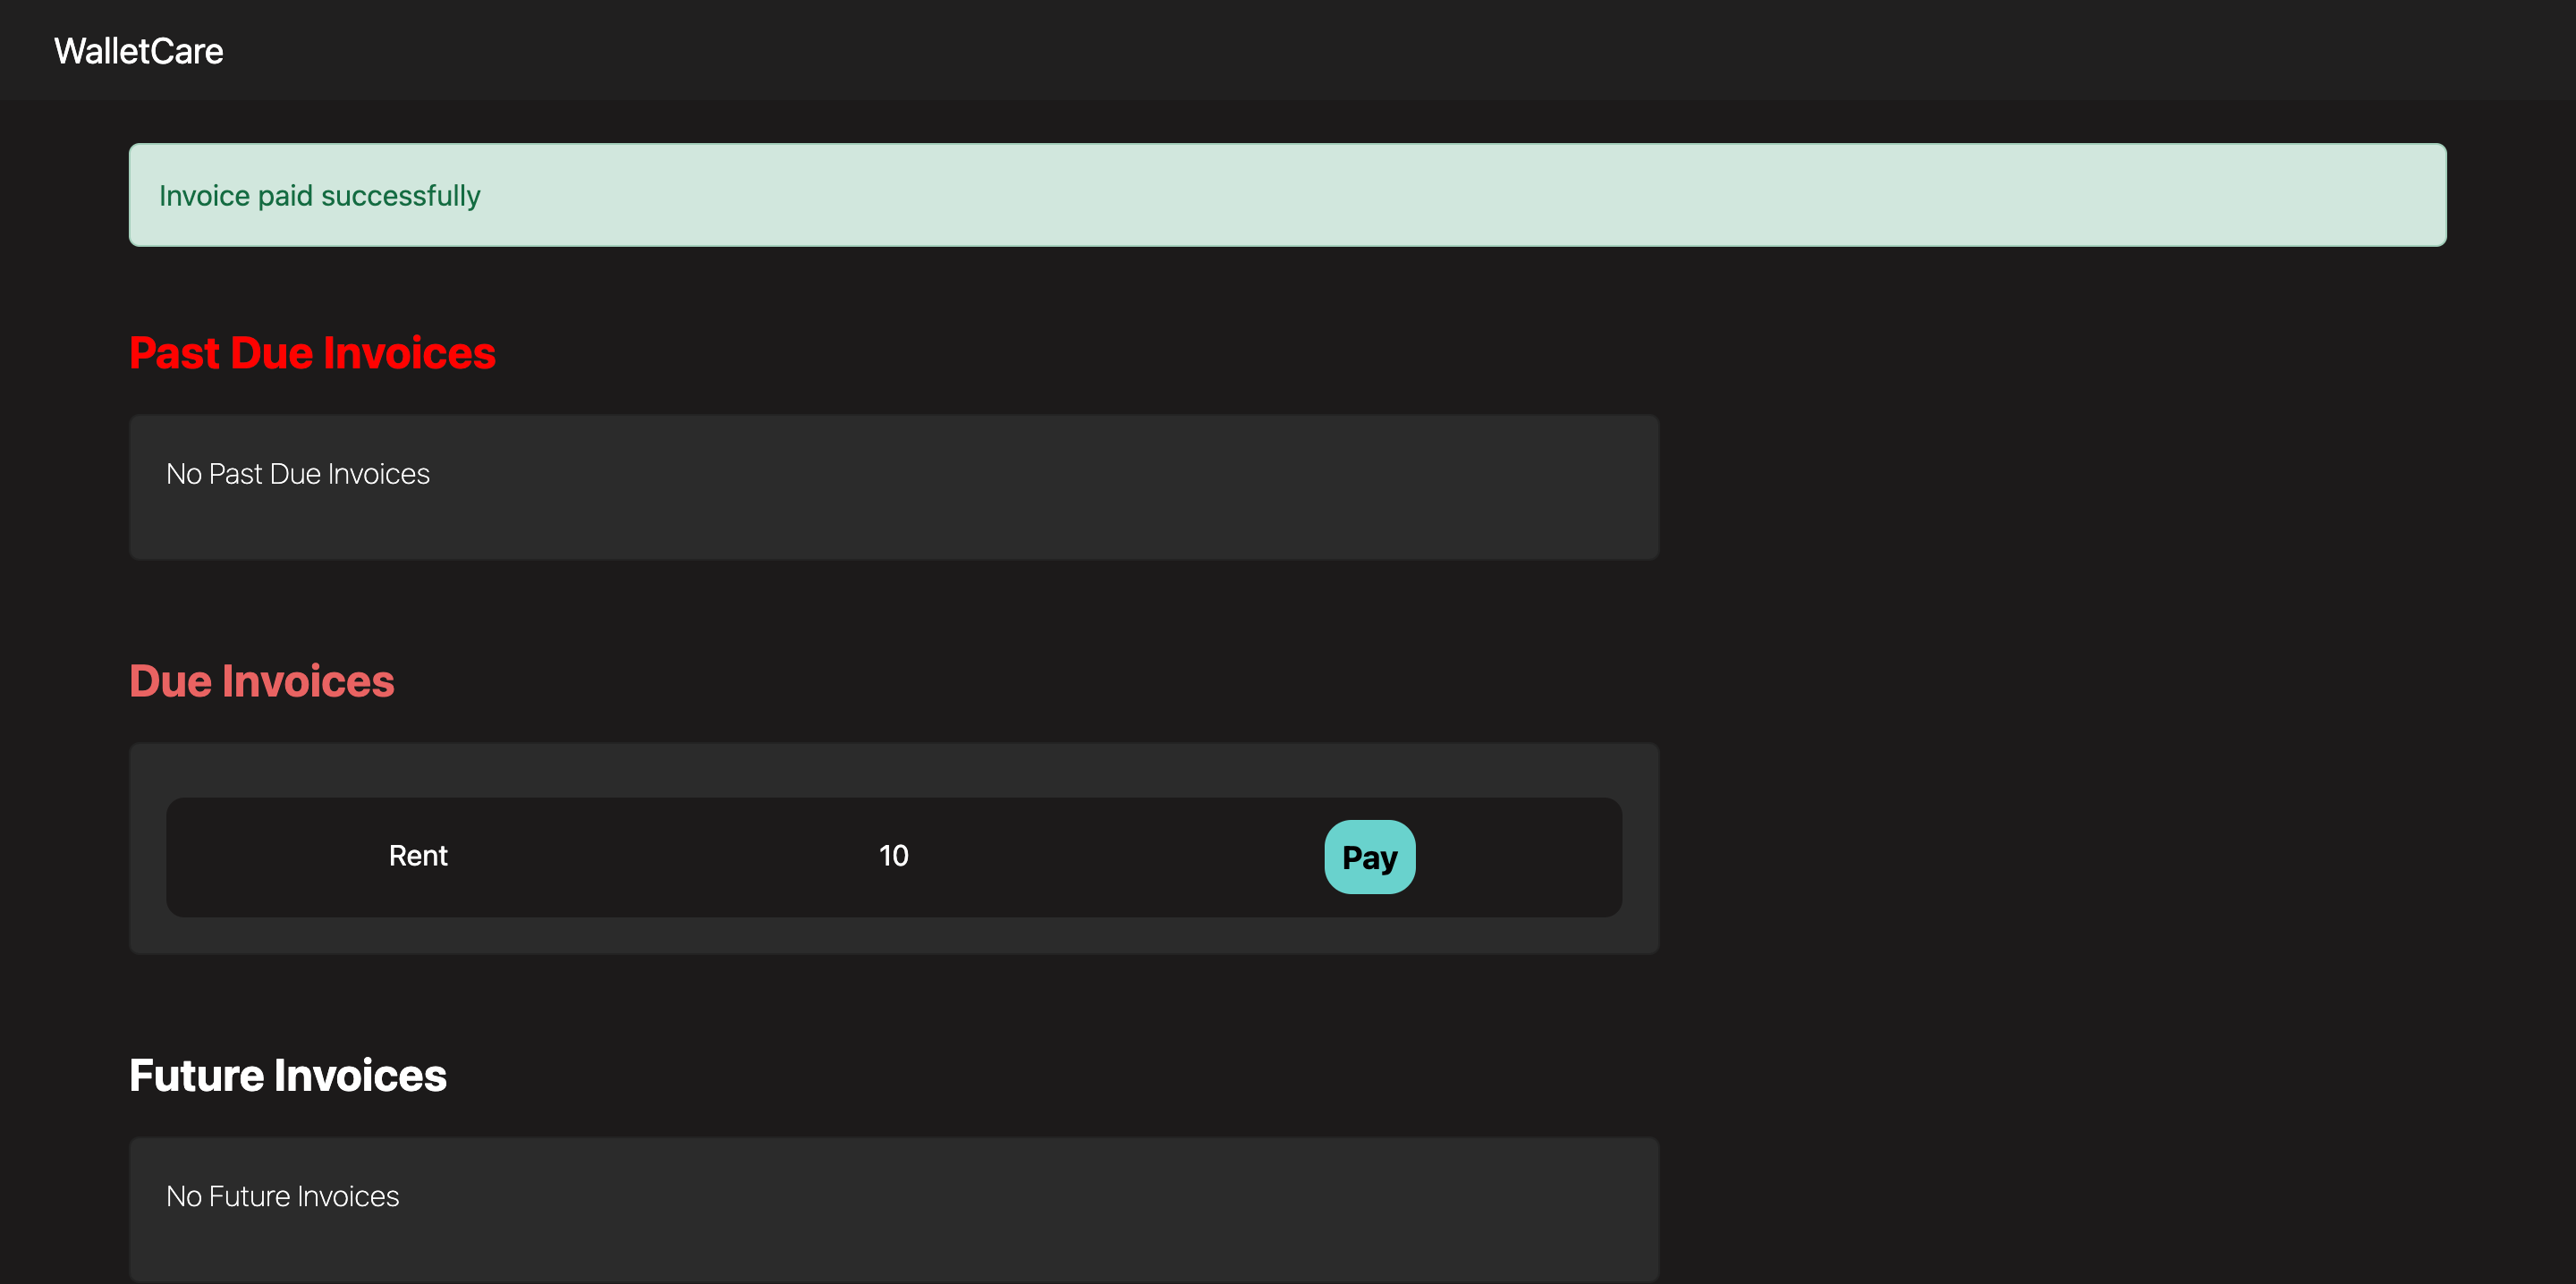 WalletCare
Invoice paid successfully
Past Due Invoices
No Past Due Invoices
Due Invoices
Rent 10 Pay
Future Invoices
No Future Invoices